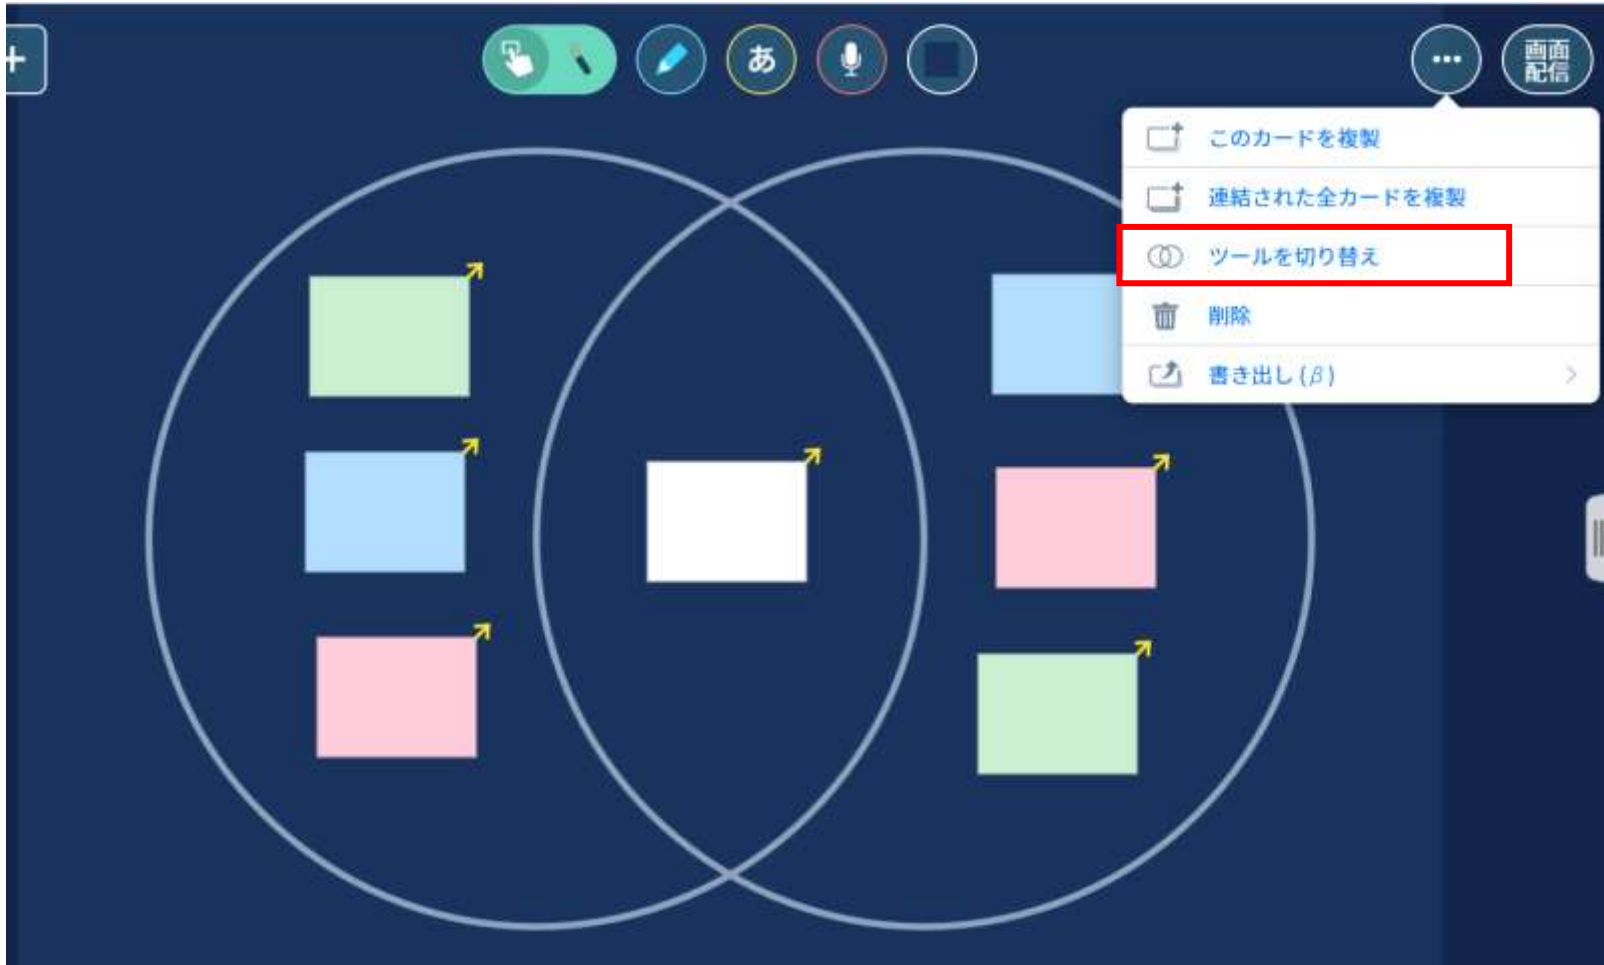 あ
画面
配信
このカードを複製
連結された全カードを複製
ツールを切り替え
削除
書き出し(β)